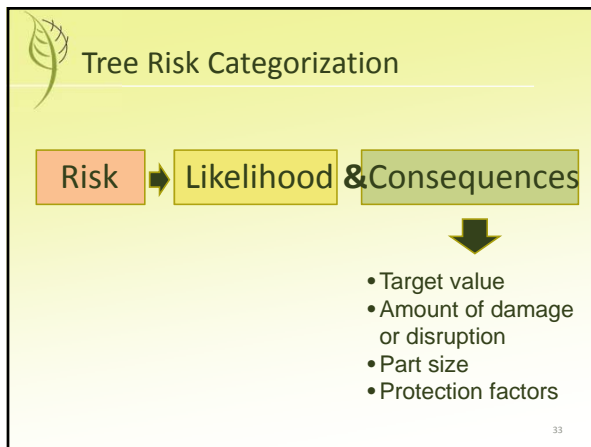 Tree Risk Categorization
Risk Likelihood &Consequences
•Target value
•Amount of damage
or disruption
•Part size
•Protection factors
33